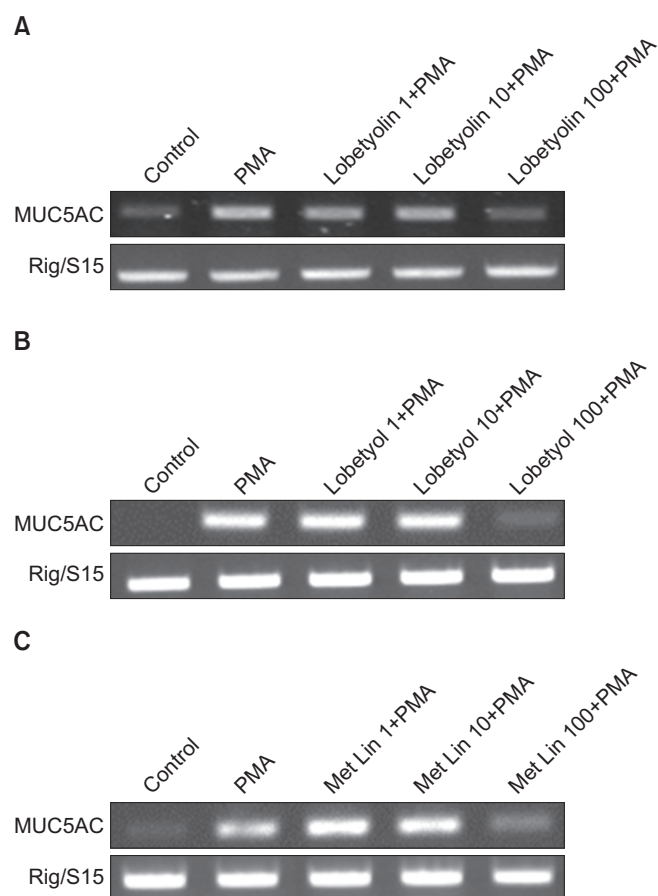 A
Control PMA Lobetyolin 1+PMA Lobetyolin 10+PMA Lobetyolin 100+PMA
MUC5AC
Rig/S15
B
Control PMA Lobetyol 1+PMA Lobetyol 10+PMA Lobetyol 100+PMA
MUC5AC
Rig/S15
C
Control PMA Met Lin 1+PMA Met Lin 10+PMA Met Lin 100+PMA
MUC5AC
Rig/S15